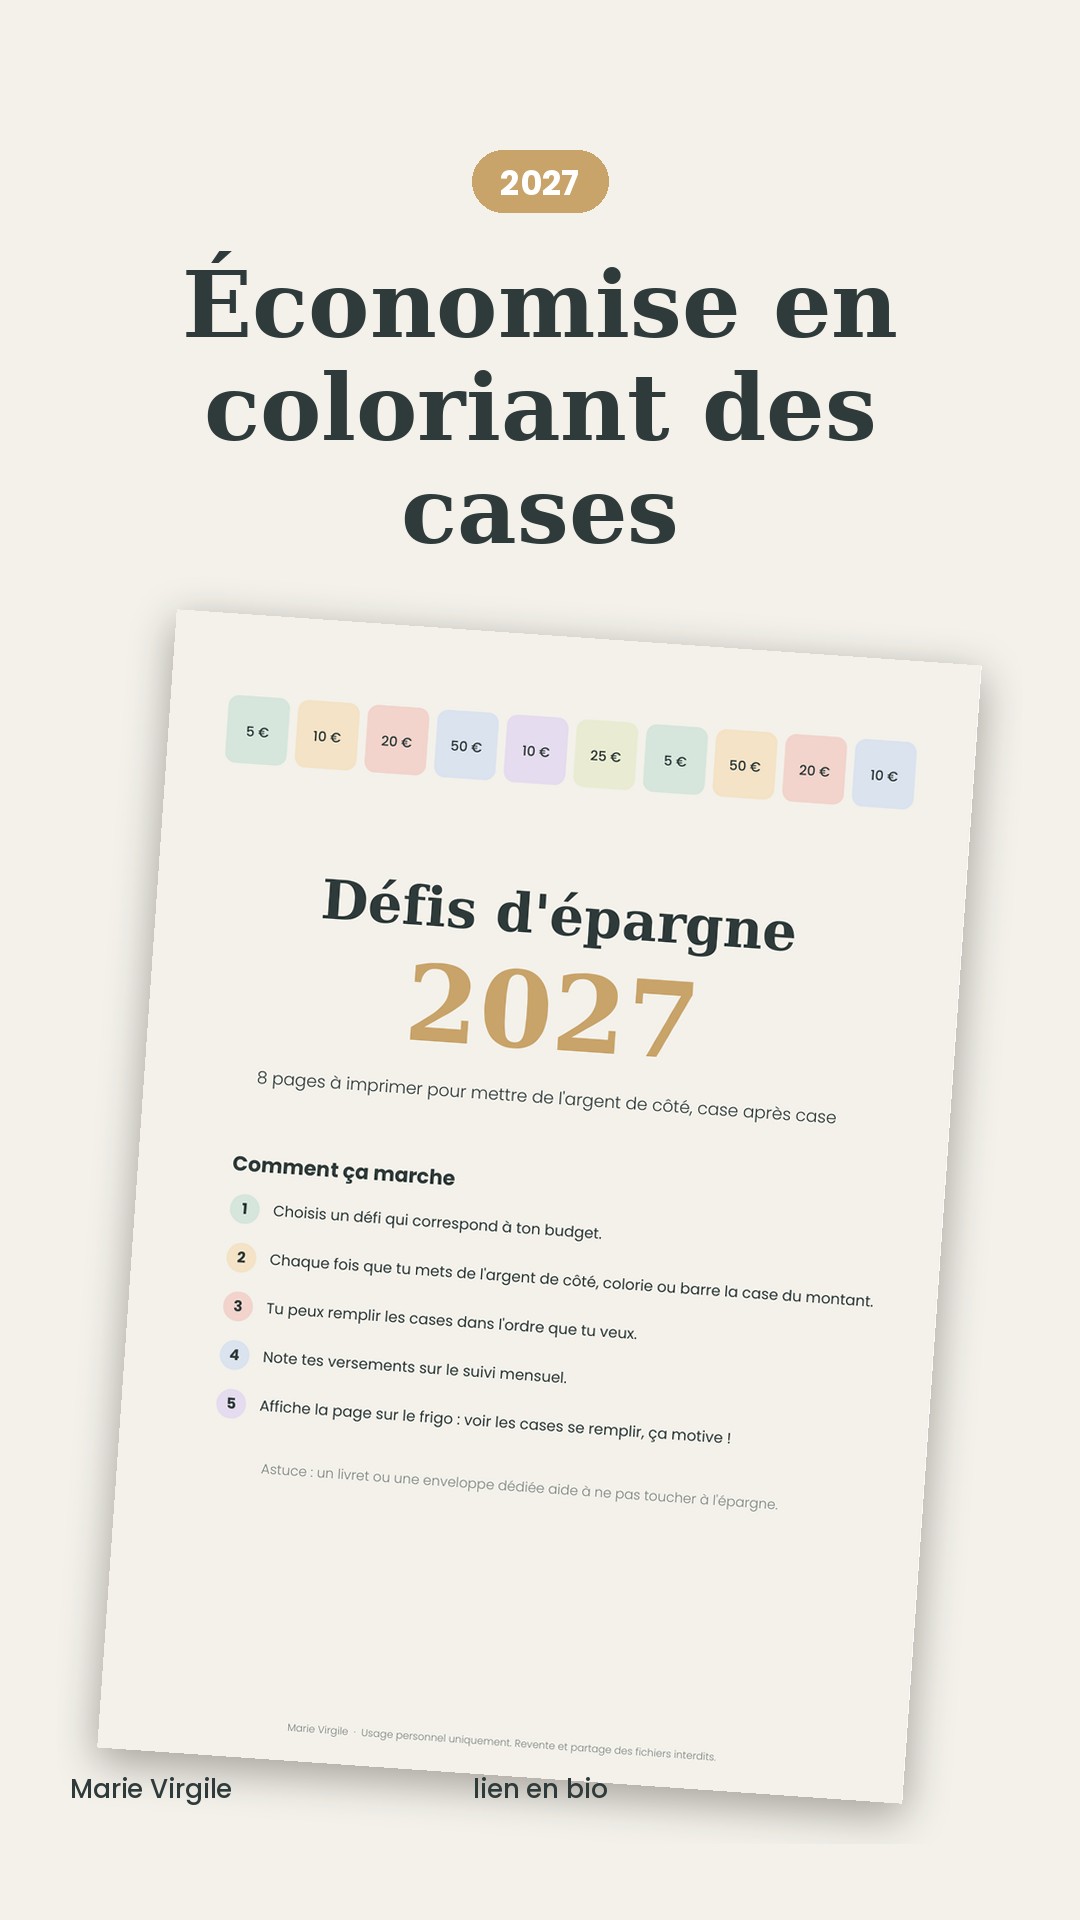 2027
Économise en
coloriant des
cases
5 €
10 €
20 €
50 €
10 €
25 €
5 €
50 €
20 €
10 €
Défis d'épargne
2027
8 pages à imprimer pour mettre de l'argent de côté, case après case
Comment ça marche
1 Choisis un défi qui correspond à ton budget.
2 Chaque fois que tu mets de l'argent de côté, colorie ou barre la case du montant.
3 Tu peux remplir les cases dans l'ordre que tu veux.
4 Note tes versements sur le suivi mensuel.
5 Affiche la page sur le frigo : voir les cases se remplir, ça motive !
Astuce : un livret ou une enveloppe dédiée aide à ne pas toucher à l'épargne.
Marie Virgile · Usage personnel uniquement. Revente et partage des fichiers interdits.
Marie Virgile
lien en bio